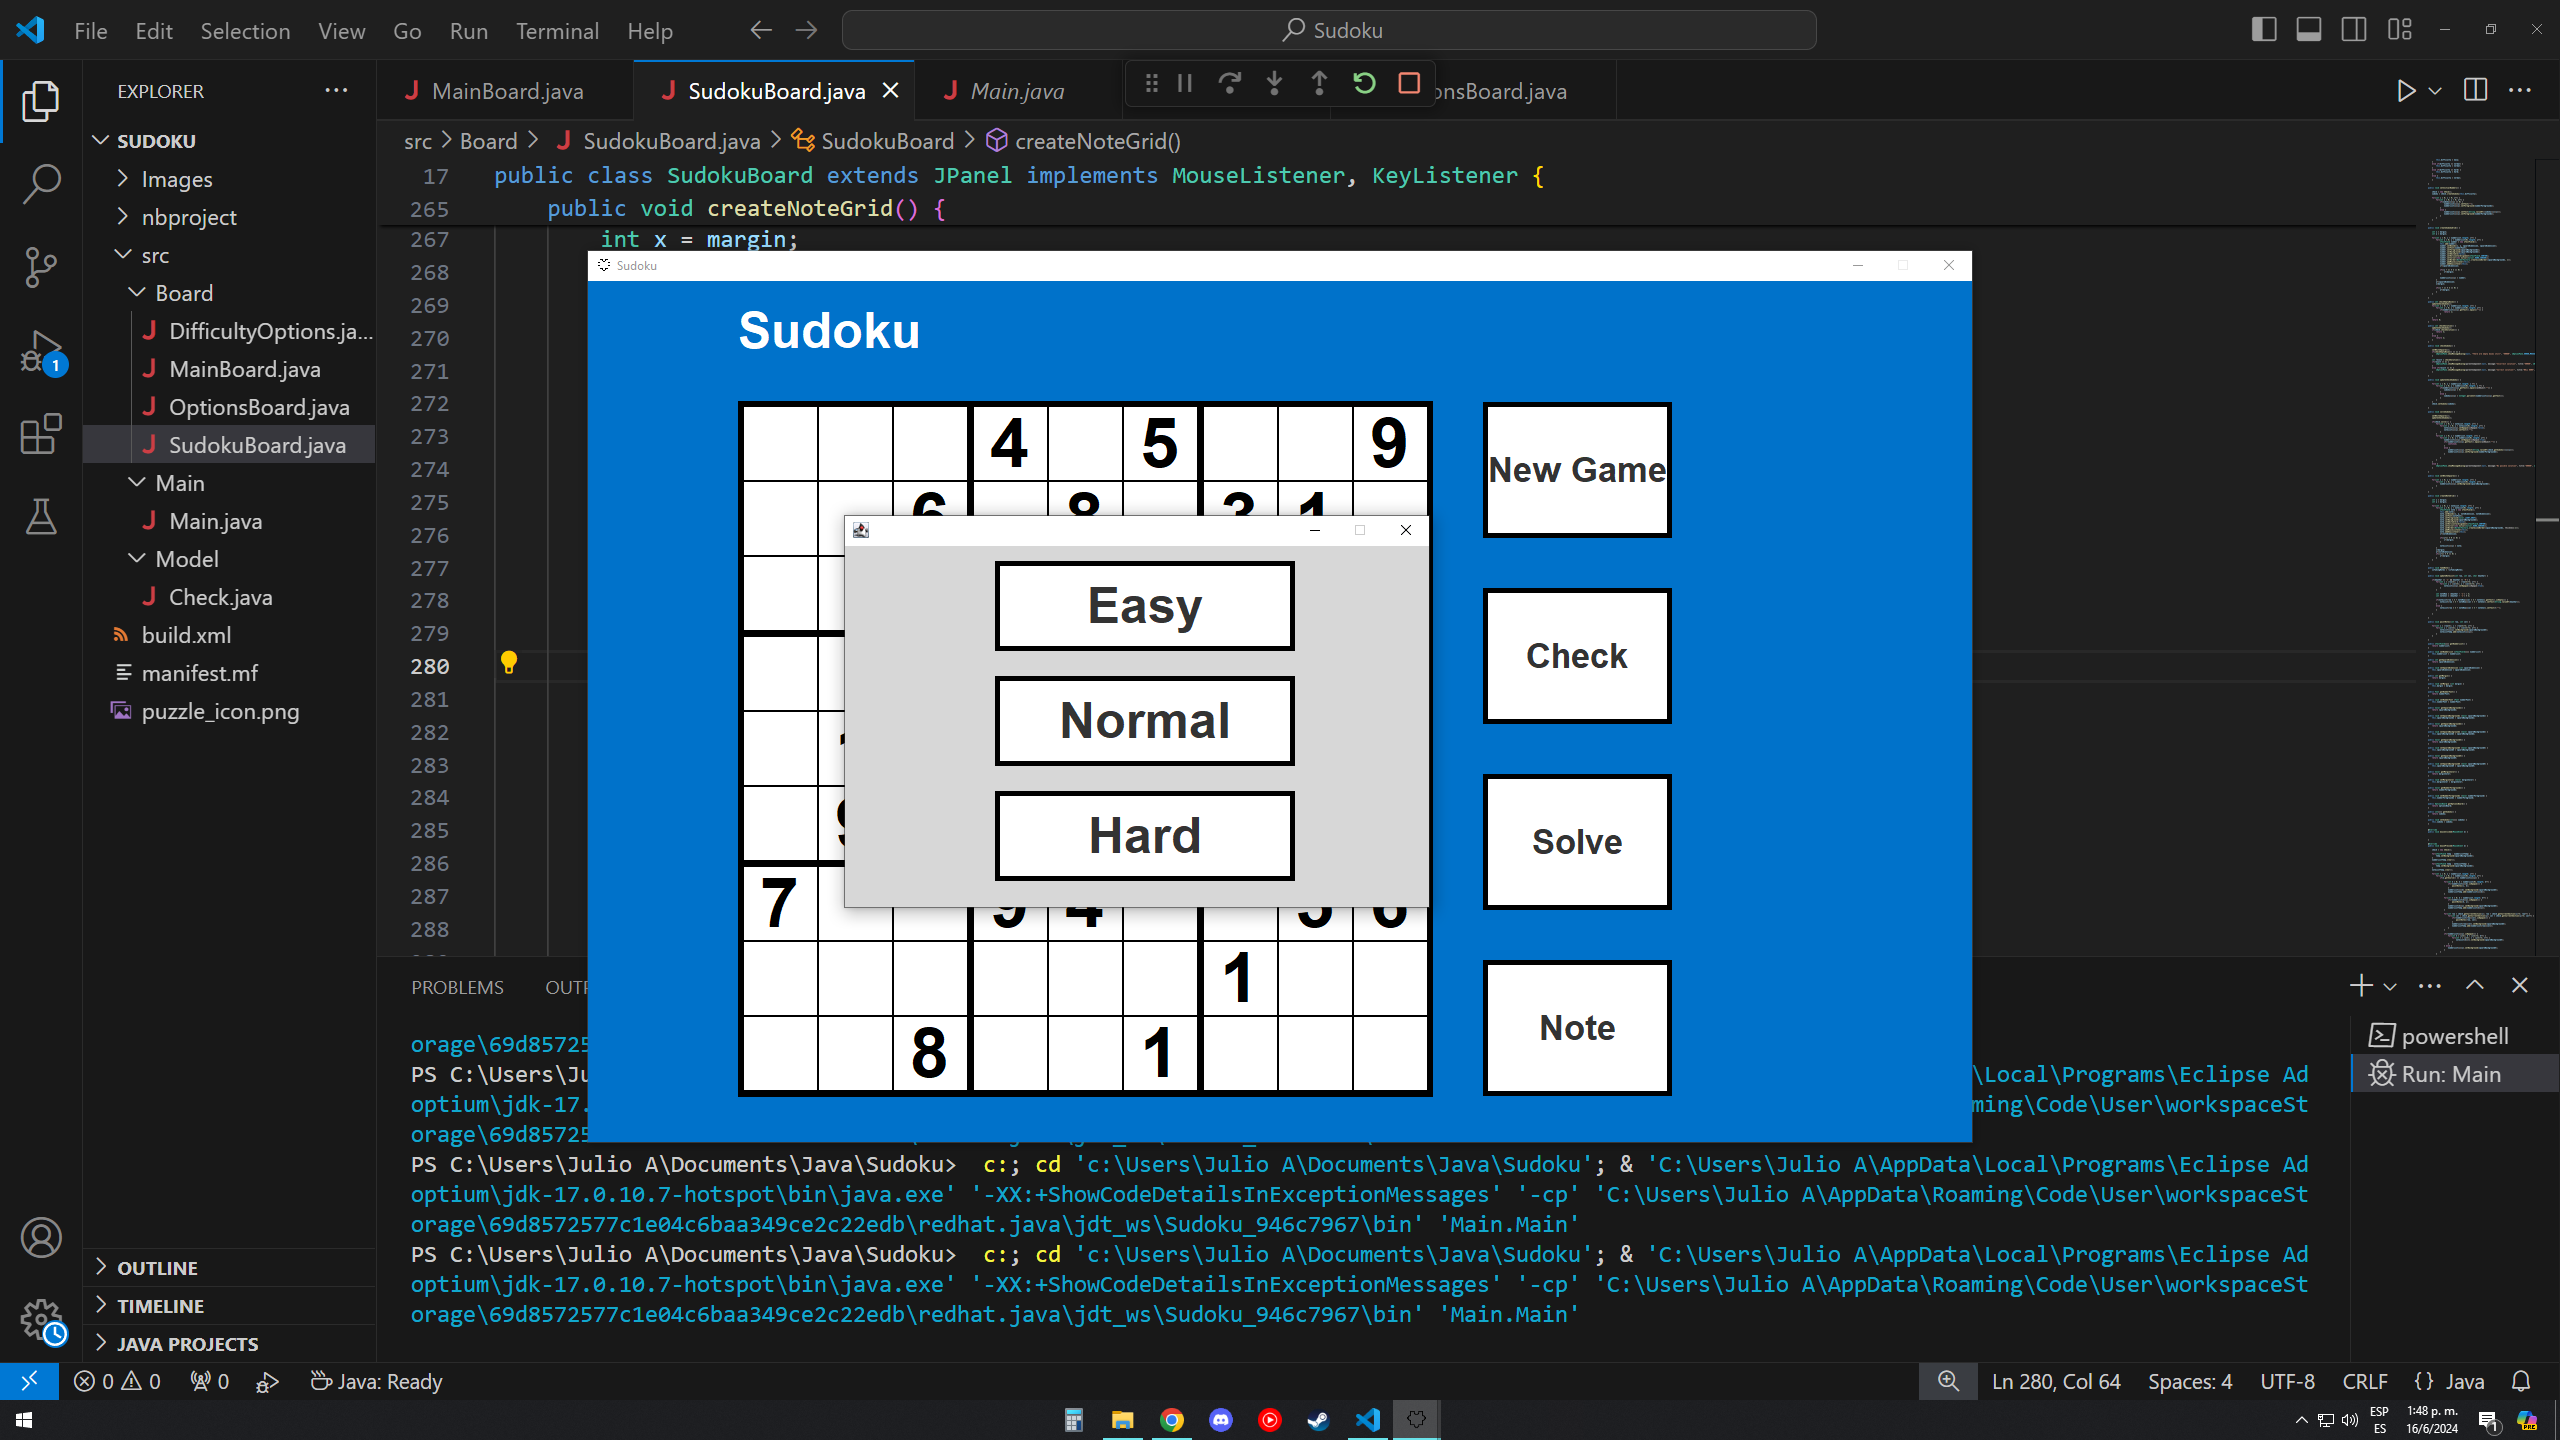 File Edit Selection View Go Run Terminal Help
Sudoku
EXPLORER
MainBoard.java
SudokuBoard.java
Main.java
onsBoard.java
SUDOKU
Images
nbproject
src
Board
DifficultyOptions.ja...
MainBoard.java
OptionsBoard.java
SudokuBoard.java
Main
Main.java
Model
Check.java
build.xml
manifest.mf
puzzle_icon.png
OUTLINE
TIMELINE
JAVA PROJECTS
1
src > Board > SudokuBoard.java > SudokuBoard > createNoteGrid()
17 public class SudokuBoard extends JPanel implements MouseListener, KeyListener {
265 public void createNoteGrid() {
267 int x = margin;
268
269
270
271
272
273
274
275
276
277
278
279
280
281
282
283
284
285
286
287
288
Sudoku
Sudoku
4 5 9
6 8 3 1
7 9 4
1
8 1
Easy
Normal
Hard
New Game
Check
Solve
Note
PROBLEMS
powershell
Run: Main
orage\69d85725
PS C:\Users\Ju
\Local\Programs\Eclipse Ad
optium\jdk-17.
ming\Code\User\workspaceSt
orage\69d85725
PS C:\Users\Julio A\Documents\Java\Sudoku> c:; cd 'c:\Users\Julio A\Documents\Java\Sudoku'; & 'C:\Users\Julio A\AppData\Local\Programs\Eclipse Ad
optium\jdk-17.0.10.7-hotspot\bin\java.exe' '-XX:+ShowCodeDetailsInExceptionMessages' '-cp' 'C:\Users\Julio A\AppData\Roaming\Code\User\workspaceSt
orage\69d8572577c1e04c6baa349ce2c22edb\redhat.java\jdt_ws\Sudoku_946c7967\bin' 'Main.Main'
PS C:\Users\Julio A\Documents\Java\Sudoku> c:; cd 'c:\Users\Julio A\Documents\Java\Sudoku'; & 'C:\Users\Julio A\AppData\Local\Programs\Eclipse Ad
optium\jdk-17.0.10.7-hotspot\bin\java.exe' '-XX:+ShowCodeDetailsInExceptionMessages' '-cp' 'C:\Users\Julio A\AppData\Roaming\Code\User\workspaceSt
orage\69d8572577c1e04c6baa349ce2c22edb\redhat.java\jdt_ws\Sudoku_946c7967\bin' 'Main.Main'
0 0 0 Java: Ready
Ln 280, Col 64 Spaces: 4 UTF-8 CRLF {} Java
ESP
ES
1:48 p. m.
16/6/2024
1